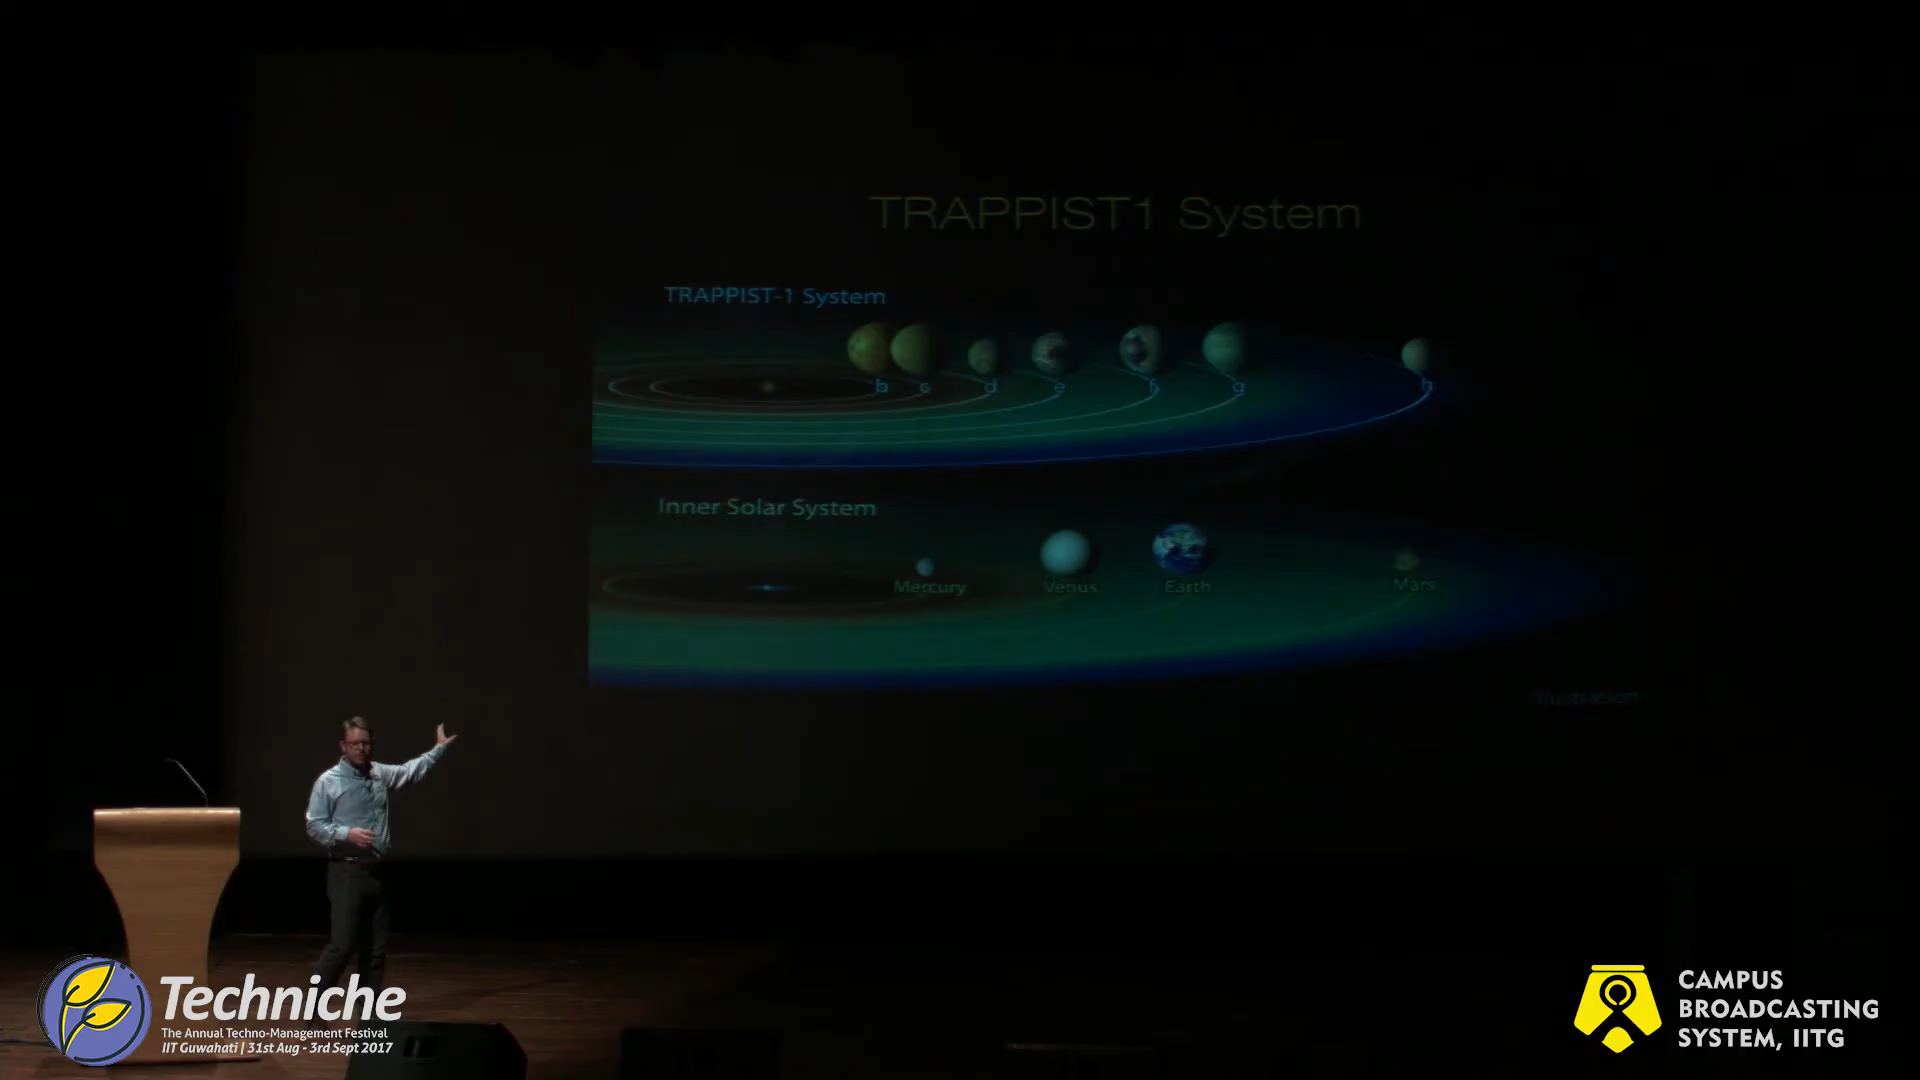 TRAPPIST1 System
TRAPPIST-1 System
b c d e f g h
Inner Solar System
Mercury Venus Earth Mars
Illustration
Techniche
The Annual Techno-Management Festival
IIT Guwahati | 31st Aug - 3rd Sept 2017
CAMPUS
BROADCASTING
SYSTEM, IITG